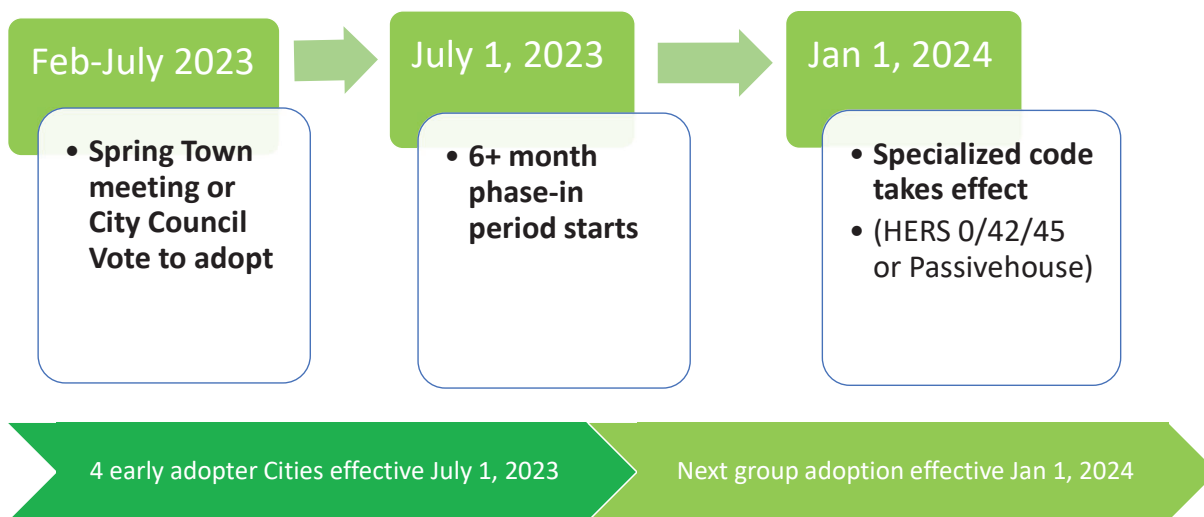 Feb-July 2023
• Spring Town
meeting or
City Council
Vote to adopt
July 1, 2023
• 6+ month
phase-in
period starts
Jan 1, 2024
• Specialized code
takes effect
• (HERS 0/42/45
or Passivehouse)
4 early adopter Cities effective July 1, 2023
Next group adoption effective Jan 1, 2024